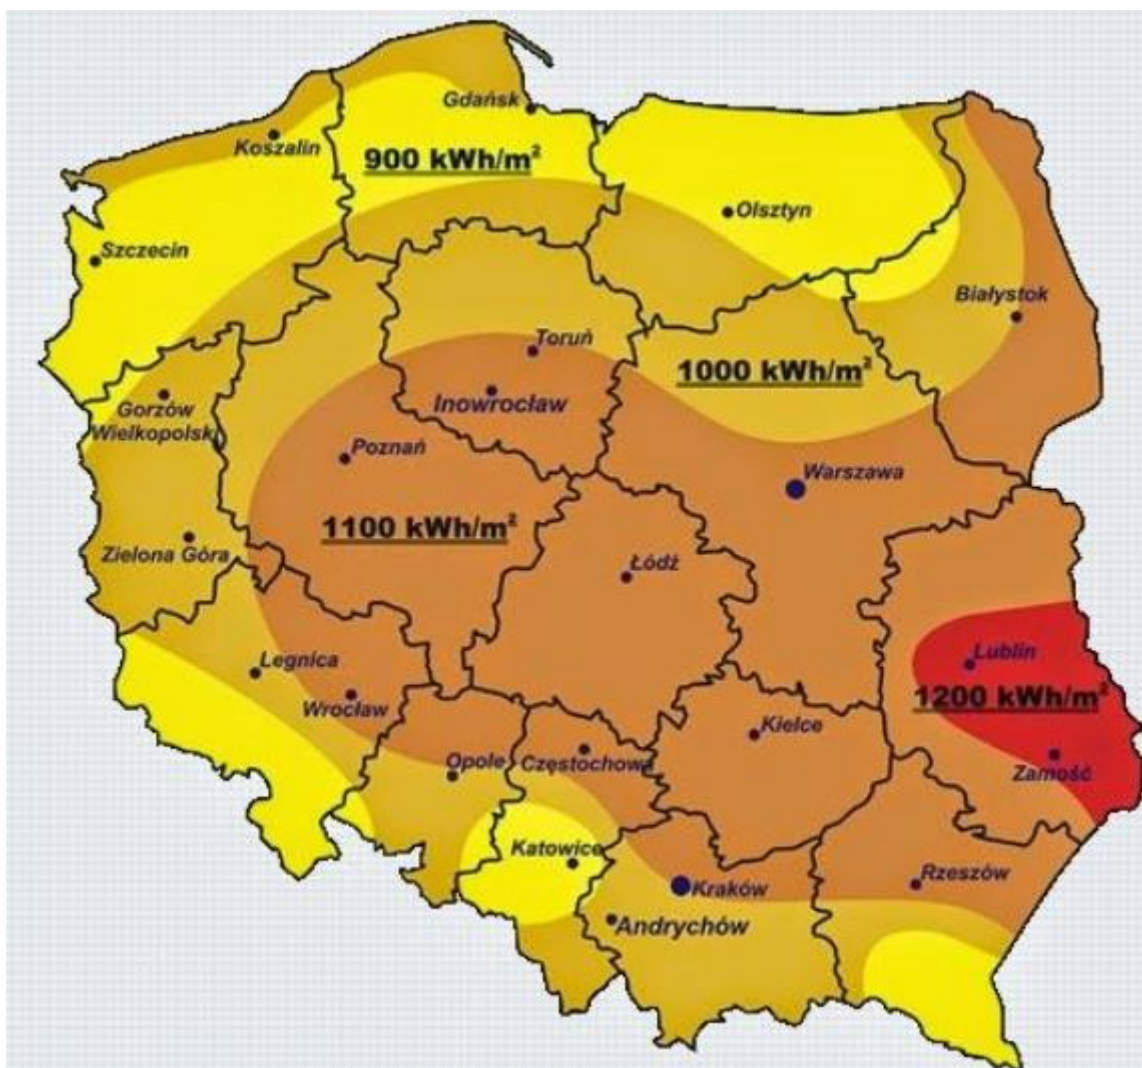 Gdańsk
Koszalin
900 kWh/m²
Olsztyn
Szczecin
Białystok
Toruń
1000 kWh/m²
Gorzów
Wielkopolski
Inowrocław
Poznań
Warszawa
1100 kWh/m²
Zielona Góra
Łódź
Legnica
Lublin
1200 kWh/m²
Wrocław
Kielce
Opole
Częstochowa
Zamość
Katowice
Rzeszów
Kraków
Andrychów